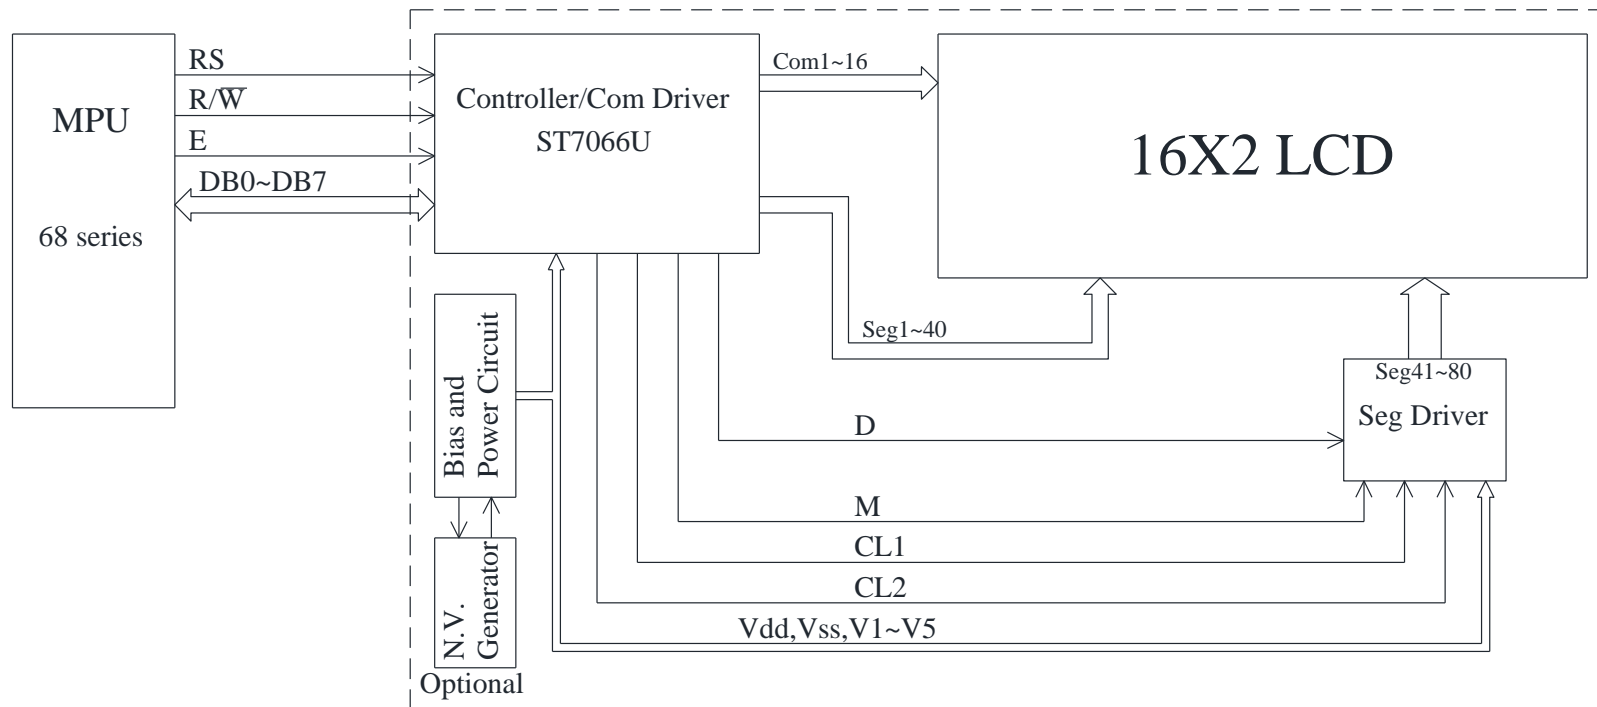 RS
R/W̅
E
DB0~DB7
MPU
68 series
Controller/Com Driver
ST7066U
Com1~16
16X2 LCD
Seg1~40
Seg41~80
Seg Driver
Bias and
Power Circuit
D
M
CL1
CL2
Vdd,Vss,V1~V5
N.V.
Generator
Optional